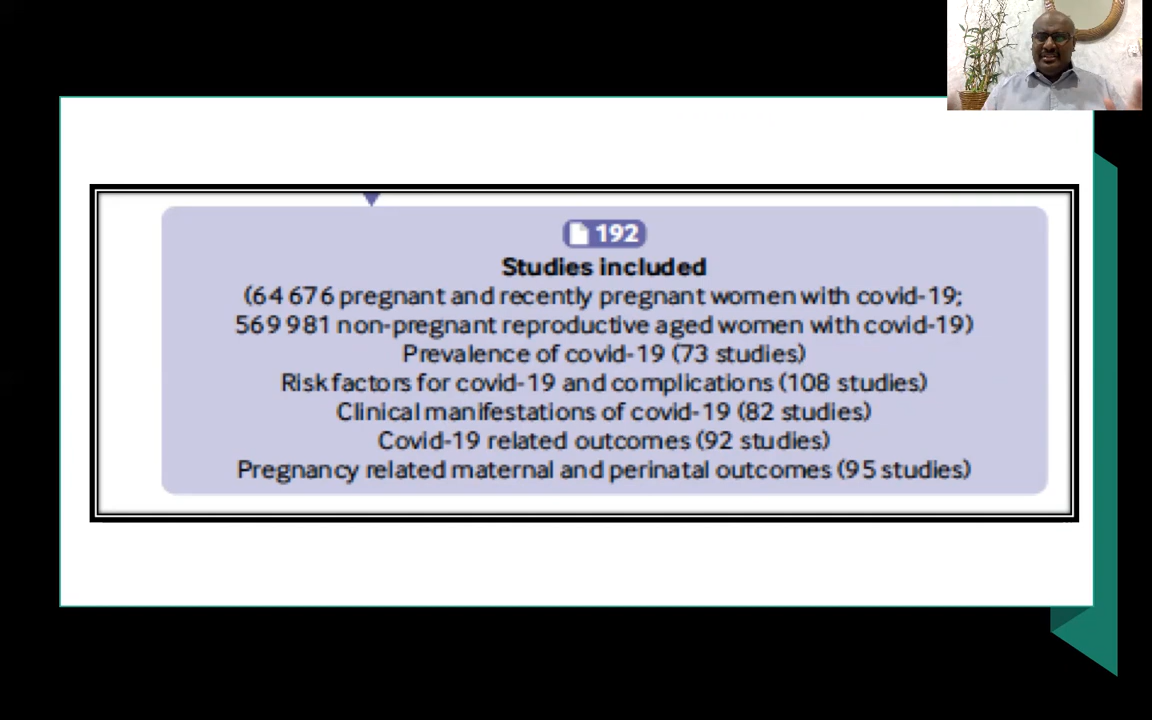 192
Studies included
(64 676 pregnant and recently pregnant women with covid-19;
569 981 non-pregnant reproductive aged women with covid-19)
Prevalence of covid-19 (73 studies)
Risk factors for covid-19 and complications (108 studies)
Clinical manifestations of covid-19 (82 studies)
Covid-19 related outcomes (92 studies)
Pregnancy related maternal and perinatal outcomes (95 studies)